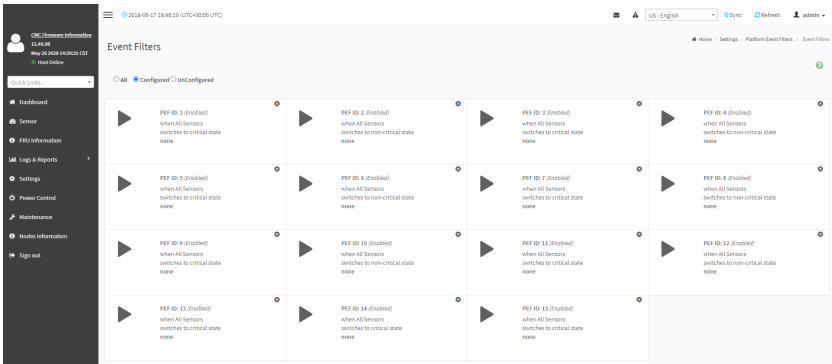 CMC Firmware Information
13.40.98
May 26 2020 14:20:31 CST
Host Online
Quick Links...
Dashboard
Sensor
FRU Information
Logs & Reports
Settings
Power Control
Maintenance
Nodes Information
Sign out
2018-06-17 18:46:10 (UTC+00:00 UTC)
US - English
Sync
Refresh
admin
Event Filters
Home > Settings > Platform Event Filters > Event Filters
All Configured UnConfigured
PEF ID: 1 (Enabled)
when All Sensors
switches to critical state
none
PEF ID: 2 (Enabled)
when All Sensors
switches to non-critical state
none
PEF ID: 3 (Enabled)
when All Sensors
switches to critical state
none
PEF ID: 4 (Enabled)
when All Sensors
switches to non-critical state
none
PEF ID: 5 (Enabled)
when All Sensors
switches to critical state
none
PEF ID: 6 (Enabled)
when All Sensors
switches to non-critical state
none
PEF ID: 7 (Enabled)
when All Sensors
switches to critical state
none
PEF ID: 8 (Enabled)
when All Sensors
switches to non-critical state
none
PEF ID: 9 (Enabled)
when All Sensors
switches to critical state
none
PEF ID: 10 (Enabled)
when All Sensors
switches to non-critical state
none
PEF ID: 11 (Enabled)
when All Sensors
switches to critical state
none
PEF ID: 12 (Enabled)
when All Sensors
switches to non-critical state
none
PEF ID: 13 (Enabled)
when All Sensors
switches to critical state
none
PEF ID: 14 (Enabled)
when All Sensors
switches to critical state
none
PEF ID: 15 (Enabled)
when All Sensors
switches to critical state
none